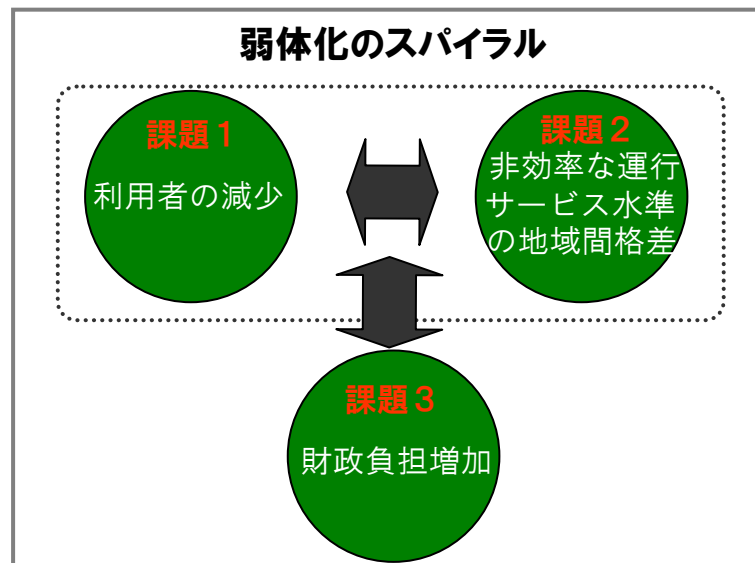 弱体化のスパイラル
課題１
利用者の減少
課題２
非効率な運行
サービス水準
の地域間格差
課題３
財政負担増加